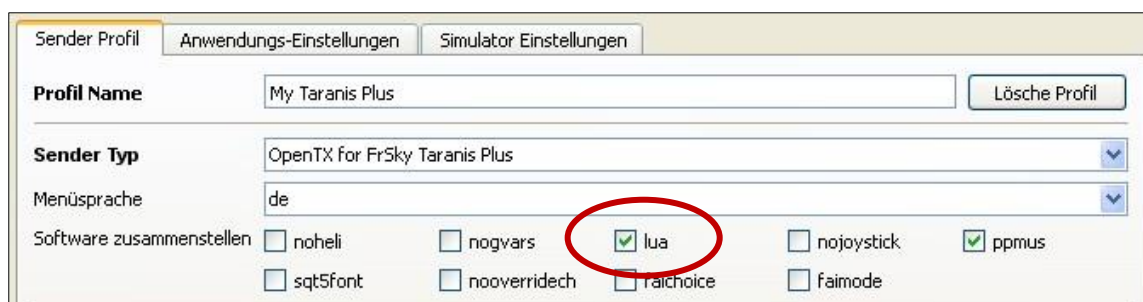 Sender Profil Anwendungs-Einstellungen Simulator Einstellungen
Profil Name My Taranis Plus Lösche Profil
Sender Typ OpenTX for FrSky Taranis Plus
Menüsprache de
Software zusammenstellen noheli nogvars lua nojoystick ppmus
sqt5font nooverridech faichoice faimode